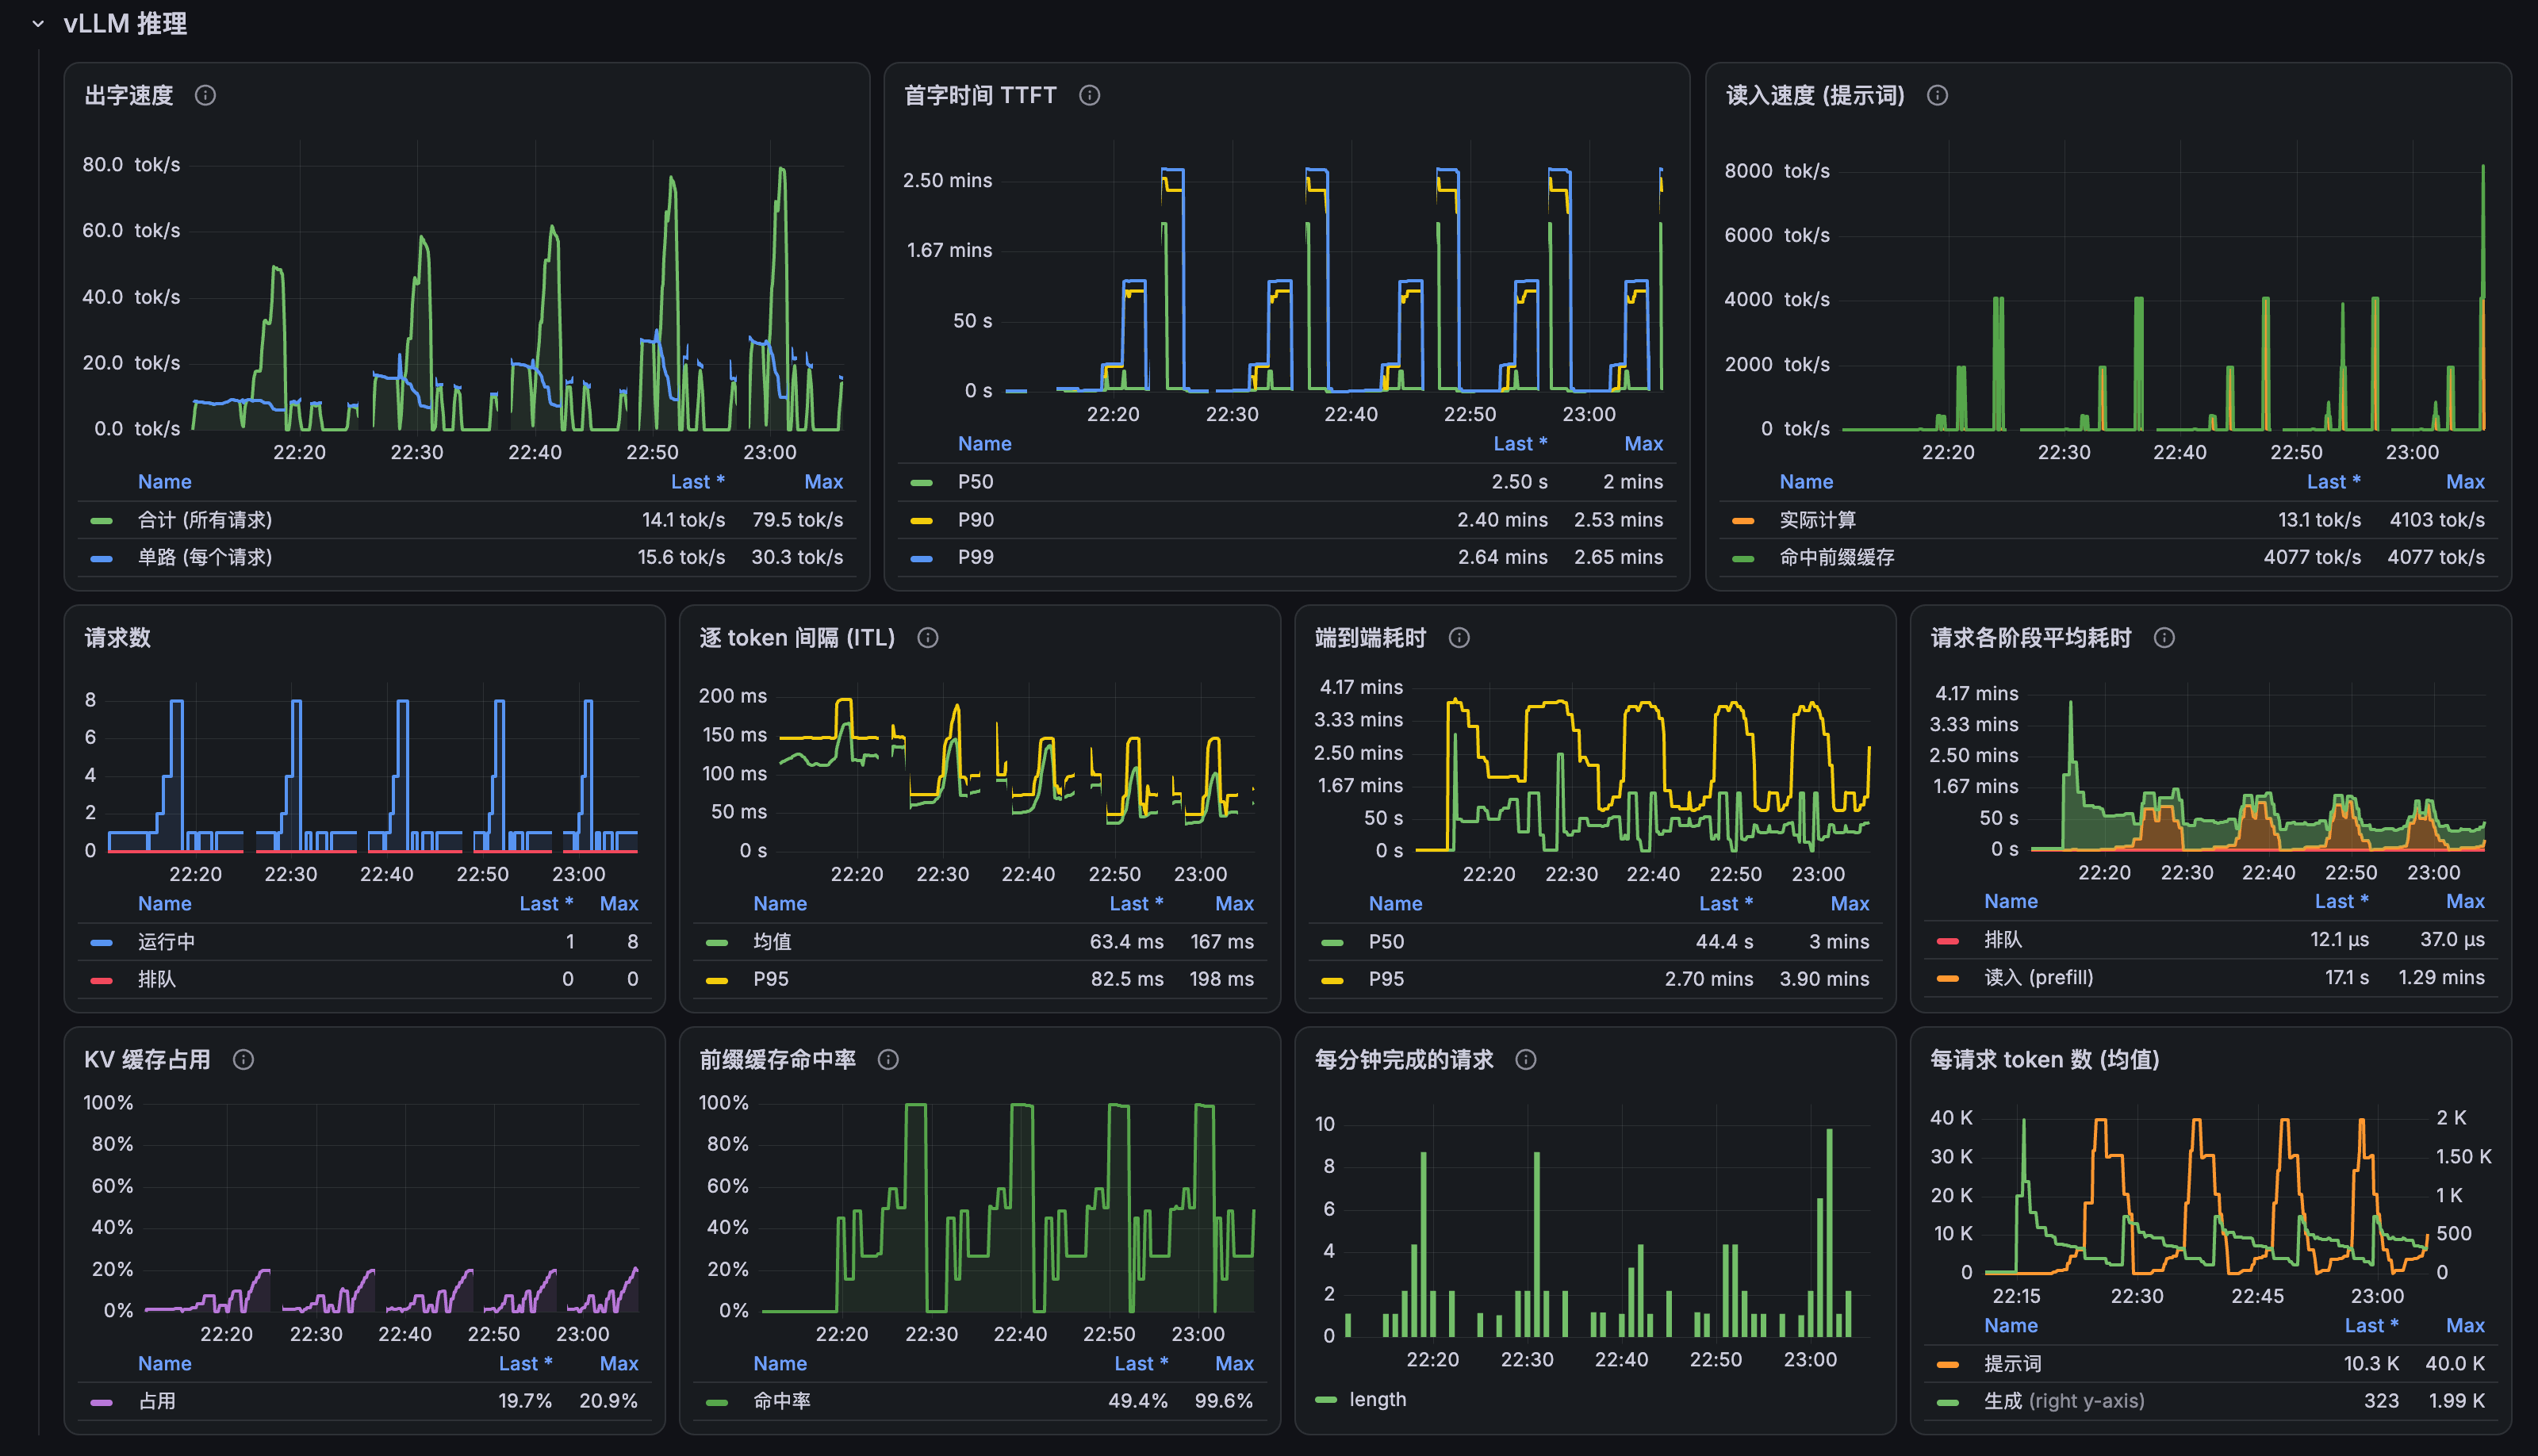 vLLM 推理
出字速度
80.0 tok/s
60.0 tok/s
40.0 tok/s
20.0 tok/s
0.0 tok/s
22:20 22:30 22:40 22:50 23:00
Name Last * Max
合计 (所有请求) 14.1 tok/s 79.5 tok/s
单路 (每个请求) 15.6 tok/s 30.3 tok/s
首字时间 TTFT
2.50 mins
1.67 mins
50 s
0 s
22:20 22:30 22:40 22:50 23:00
Name Last * Max
P50 2.50 s 2 mins
P90 2.40 mins 2.53 mins
P99 2.64 mins 2.65 mins
读入速度 (提示词)
8000 tok/s
6000 tok/s
4000 tok/s
2000 tok/s
0 tok/s
22:20 22:30 22:40 22:50 23:00
Name Last * Max
实际计算 13.1 tok/s 4103 tok/s
命中前缀缓存 4077 tok/s 4077 tok/s
请求数
8
6
4
2
0
22:20 22:30 22:40 22:50 23:00
Name Last * Max
运行中 1 8
排队 0 0
逐 token 间隔 (ITL)
200 ms
150 ms
100 ms
50 ms
0 s
22:20 22:30 22:40 22:50 23:00
Name Last * Max
均值 63.4 ms 167 ms
P95 82.5 ms 198 ms
端到端耗时
4.17 mins
3.33 mins
2.50 mins
1.67 mins
50 s
0 s
22:20 22:30 22:40 22:50 23:00
Name Last * Max
P50 44.4 s 3 mins
P95 2.70 mins 3.90 mins
请求各阶段平均耗时
4.17 mins
3.33 mins
2.50 mins
1.67 mins
50 s
0 s
22:20 22:30 22:40 22:50 23:00
Name Last * Max
排队 12.1 µs 37.0 µs
读入 (prefill) 17.1 s 1.29 mins
KV 缓存占用
100%
80%
60%
40%
20%
0%
22:20 22:30 22:40 22:50 23:00
Name Last * Max
占用 19.7% 20.9%
前缀缓存命中率
100%
80%
60%
40%
20%
0%
22:20 22:30 22:40 22:50 23:00
Name Last * Max
命中率 49.4% 99.6%
每分钟完成的请求
10
8
6
4
2
0
22:20 22:30 22:40 22:50 23:00
length
每请求 token 数 (均值)
40 K 2 K
30 K 1.50 K
20 K 1 K
10 K 500
0 0
22:15 22:30 22:45 23:00
Name Last * Max
提示词 10.3 K 40.0 K
生成 (right y-axis) 323 1.99 K